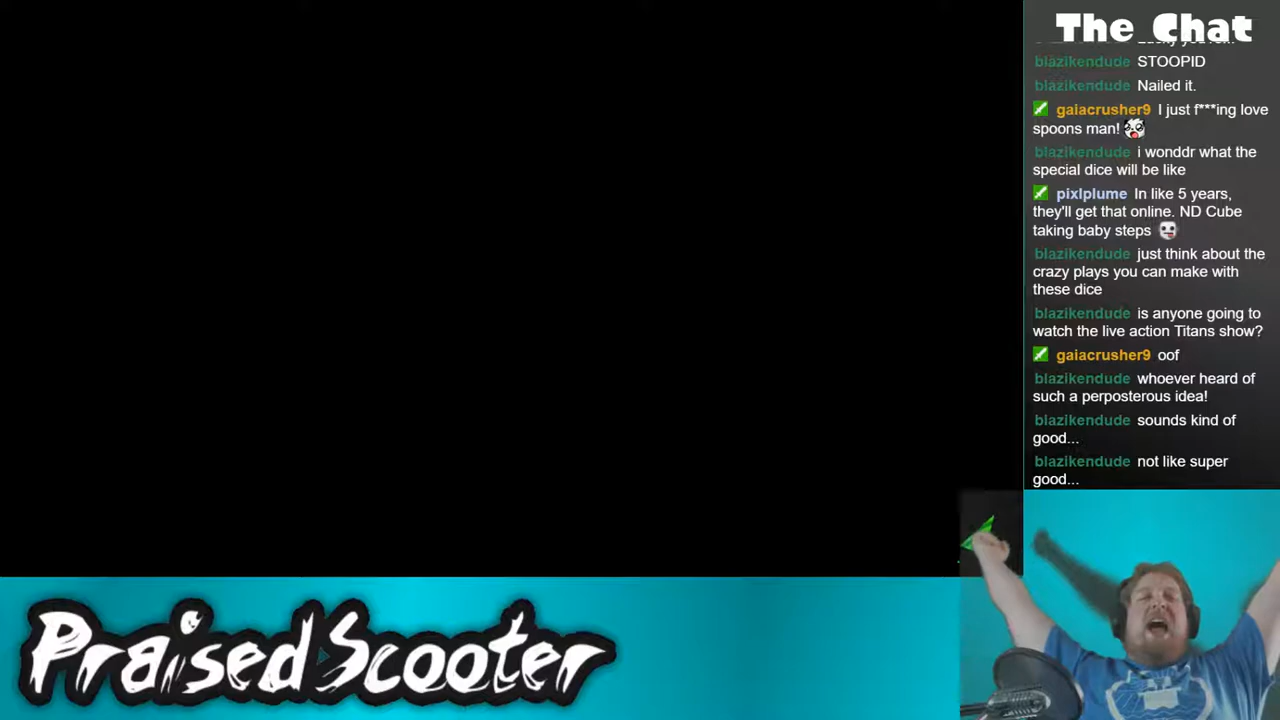 The Chat
blazikendude STOOPID
blazikendude Nailed it.
gaiacrusher9 I just f***ing love
spoons man!
blazikendude i wonddr what the
special dice will be like
pixlplume In like 5 years,
they'll get that online. ND Cube
taking baby steps
blazikendude just think about the
crazy plays you can make with
these dice
blazikendude is anyone going to
watch the live action Titans show?
gaiacrusher9 oof
blazikendude whoever heard of
such a perposterous idea!
blazikendude sounds kind of
good...
blazikendude not like super
good...
PraisedScooter